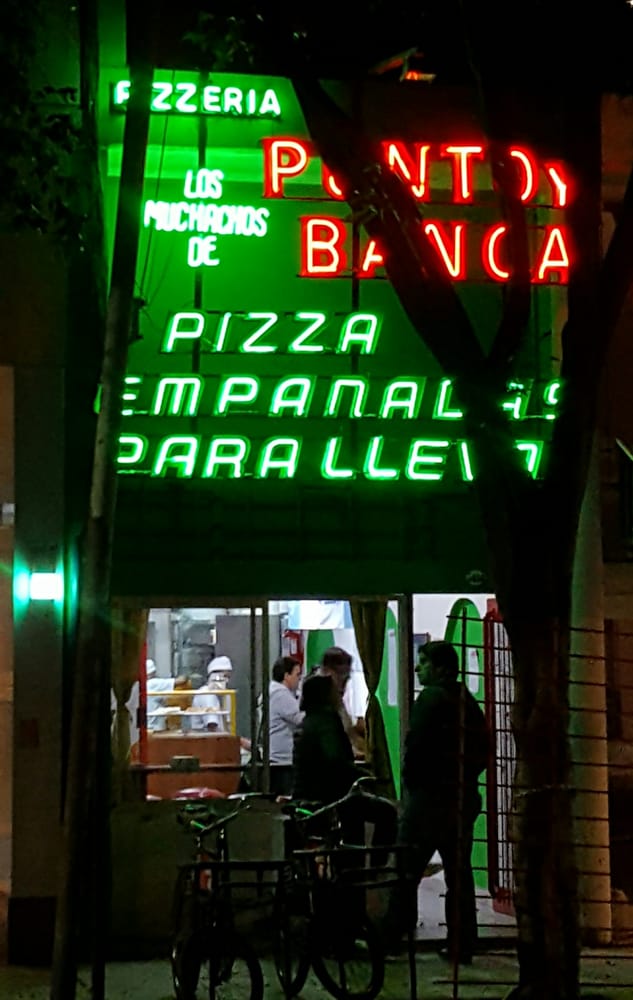 PIZZERIA
LOS
MUCHACHOS
DE
PUNTO Y
BANCA
PIZZA
EMPANADAS
PARA LLEVAR